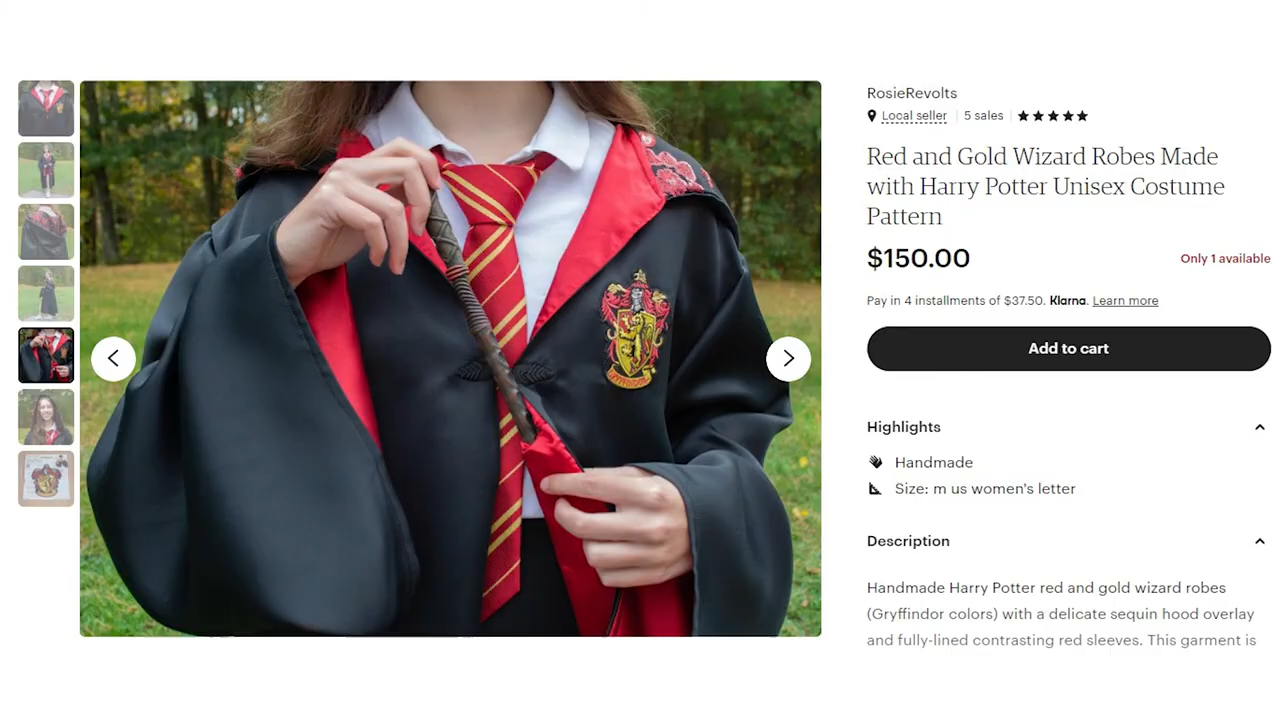 RosieRevolts
Local seller 5 sales
Red and Gold Wizard Robes Made
with Harry Potter Unisex Costume
Pattern
$150.00
Only 1 available
Pay in 4 installments of $37.50. Klarna. Learn more
Add to cart
Highlights
Handmade
Size: m us women's letter
Description
Handmade Harry Potter red and gold wizard robes
(Gryffindor colors) with a delicate sequin hood overlay
and fully-lined contrasting red sleeves. This garment is
GRYFFINDOR